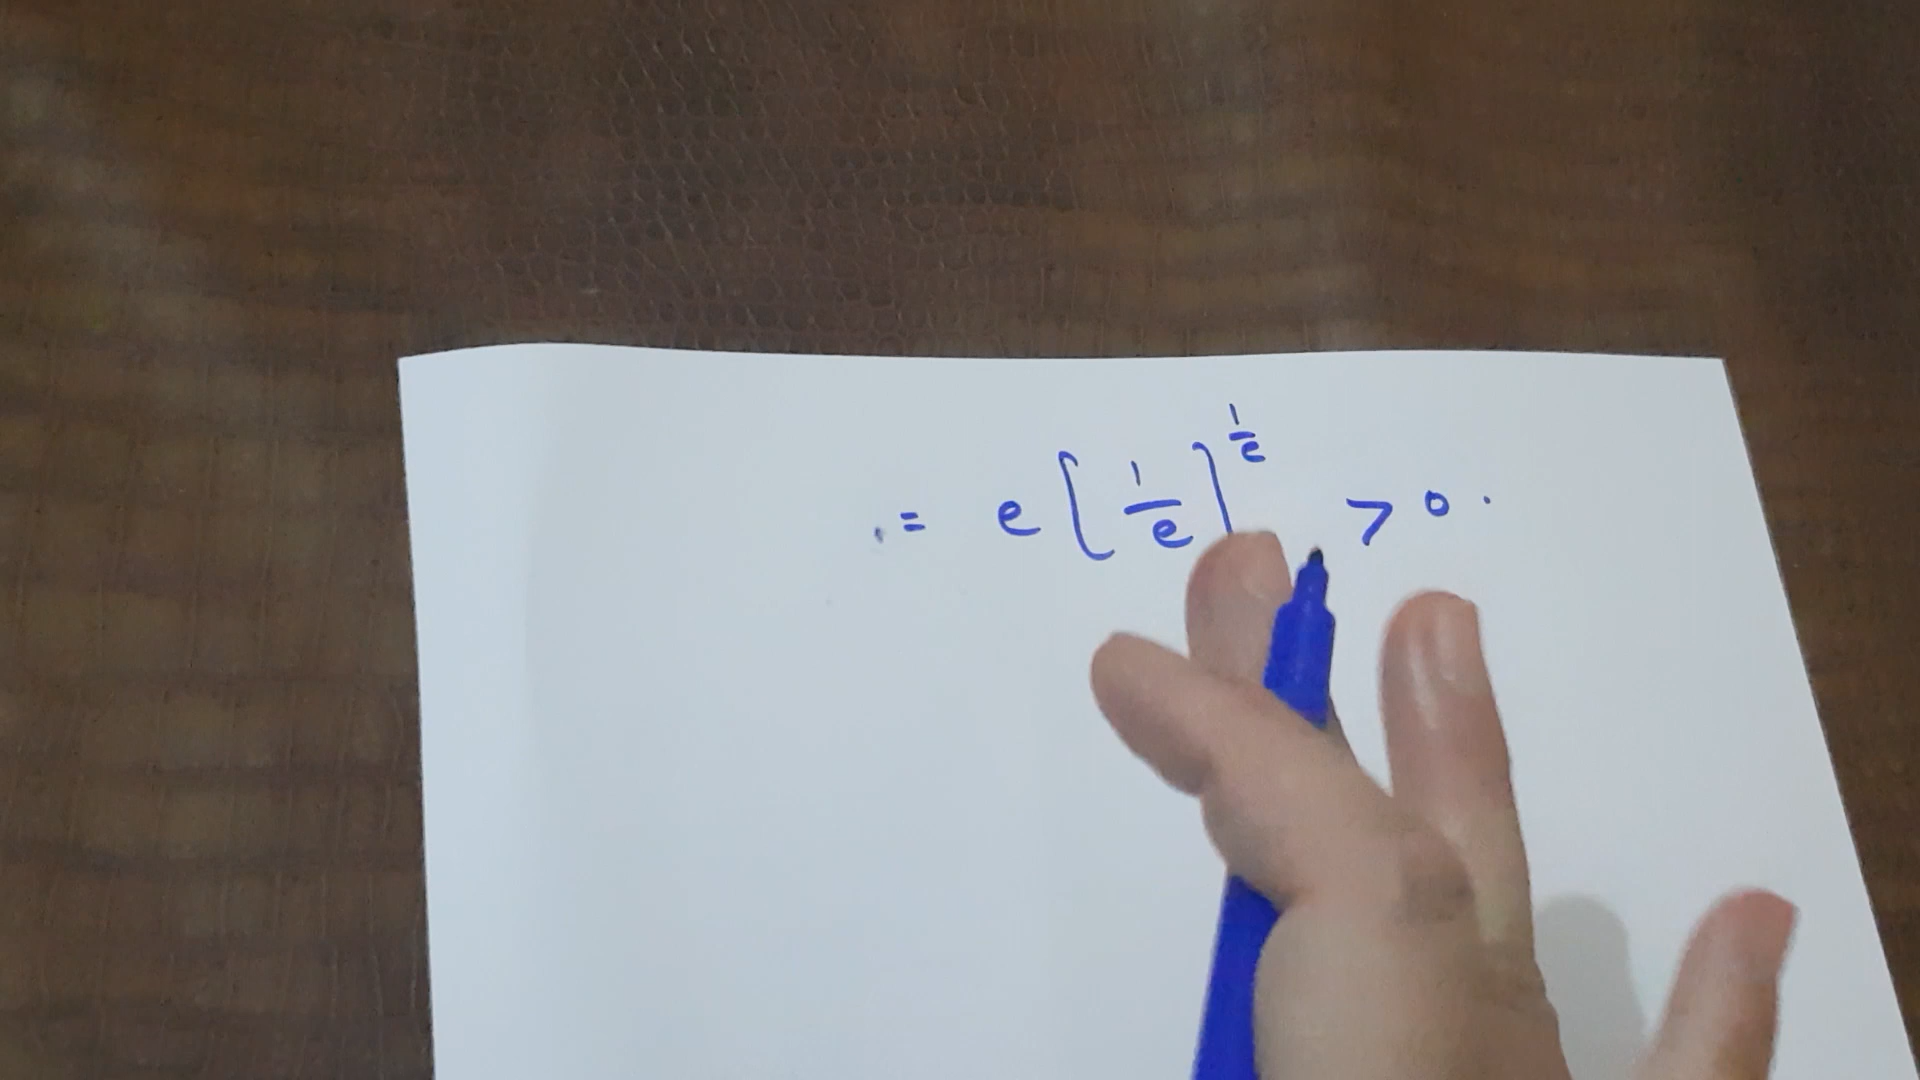 = e [1/e]^{1/e} > 0 .